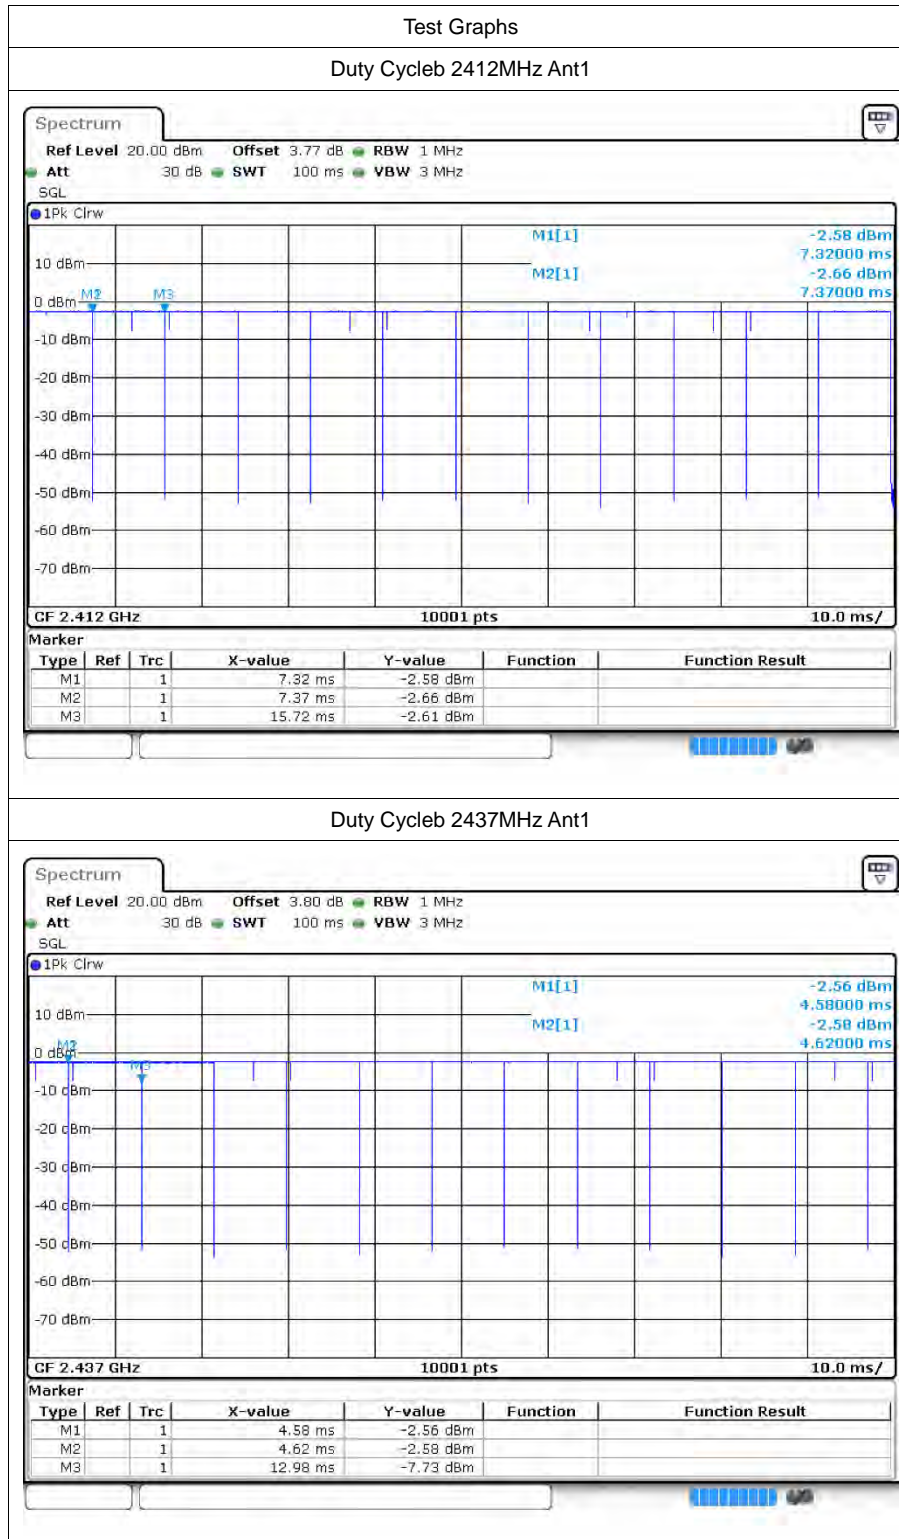 Test Graphs
Duty Cycleb 2412MHz Ant1
Spectrum
Ref Level 20.00 dBm Offset 3.77 dB RBW 1 MHz
Att 30 dB SWT 100 ms VBW 3 MHz
SGL
1Pk Clrw
M1[1] -2.58 dBm
7.32000 ms
10 dBm
M2[1] -2.66 dBm
7.37000 ms
0 dBm M2 M3
-10 dBm
-20 dBm
-30 dBm
-40 dBm
-50 dBm
-60 dBm
-70 dBm
CF 2.412 GHz 10001 pts 10.0 ms/
Marker
Type Ref Trc X-value Y-value Function Function Result
M1 1 7.32 ms -2.58 dBm
M2 1 7.37 ms -2.66 dBm
M3 1 15.72 ms -2.61 dBm
Duty Cycleb 2437MHz Ant1
Spectrum
Ref Level 20.00 dBm Offset 3.80 dB RBW 1 MHz
Att 30 dB SWT 100 ms VBW 3 MHz
SGL
1Pk Clrw
M1[1] -2.56 dBm
4.58000 ms
10 dBm
M2[1] -2.58 dBm
4.62000 ms
0 dBm M2
M3
-10 dBm
-20 dBm
-30 dBm
-40 dBm
-50 dBm
-60 dBm
-70 dBm
CF 2.437 GHz 10001 pts 10.0 ms/
Marker
Type Ref Trc X-value Y-value Function Function Result
M1 1 4.58 ms -2.56 dBm
M2 1 4.62 ms -2.58 dBm
M3 1 12.98 ms -7.73 dBm